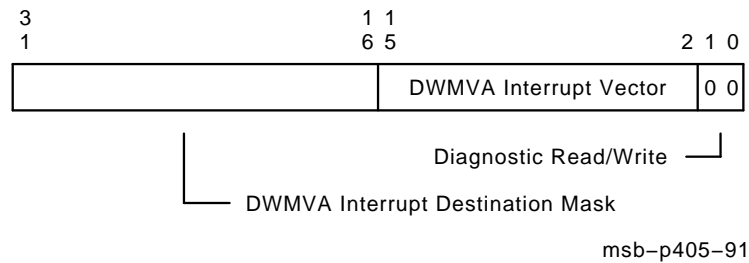 3 1 1
1 6 5 2 1 0
DWMVA Interrupt Vector 0 0
Diagnostic Read/Write
DWMVA Interrupt Destination Mask
msb−p405−91